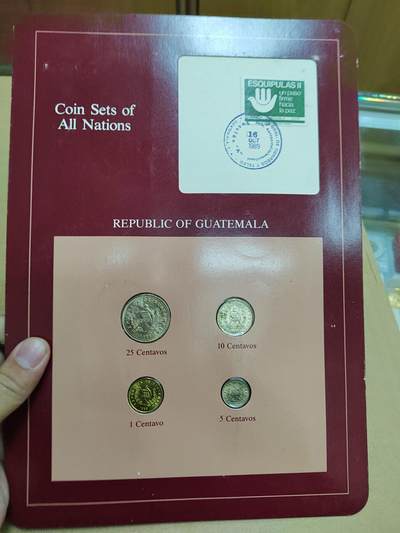 Coin Sets of
All Nations
ESQUIPULAS II
un paso
firme
hacia
la paz
16
OCT
1989
REPUBLIC OF GUATEMALA
25 Centavos
10 Centavos
1 Centavo
5 Centavos